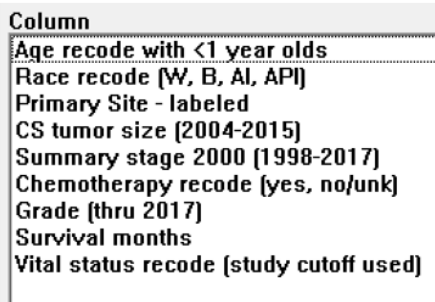 Column
Age recode with <1 year olds
Race recode (W, B, AI, API)
Primary Site - labeled
CS tumor size (2004-2015)
Summary stage 2000 (1998-2017)
Chemotherapy recode (yes, no/unk)
Grade (thru 2017)
Survival months
Vital status recode (study cutoff used)